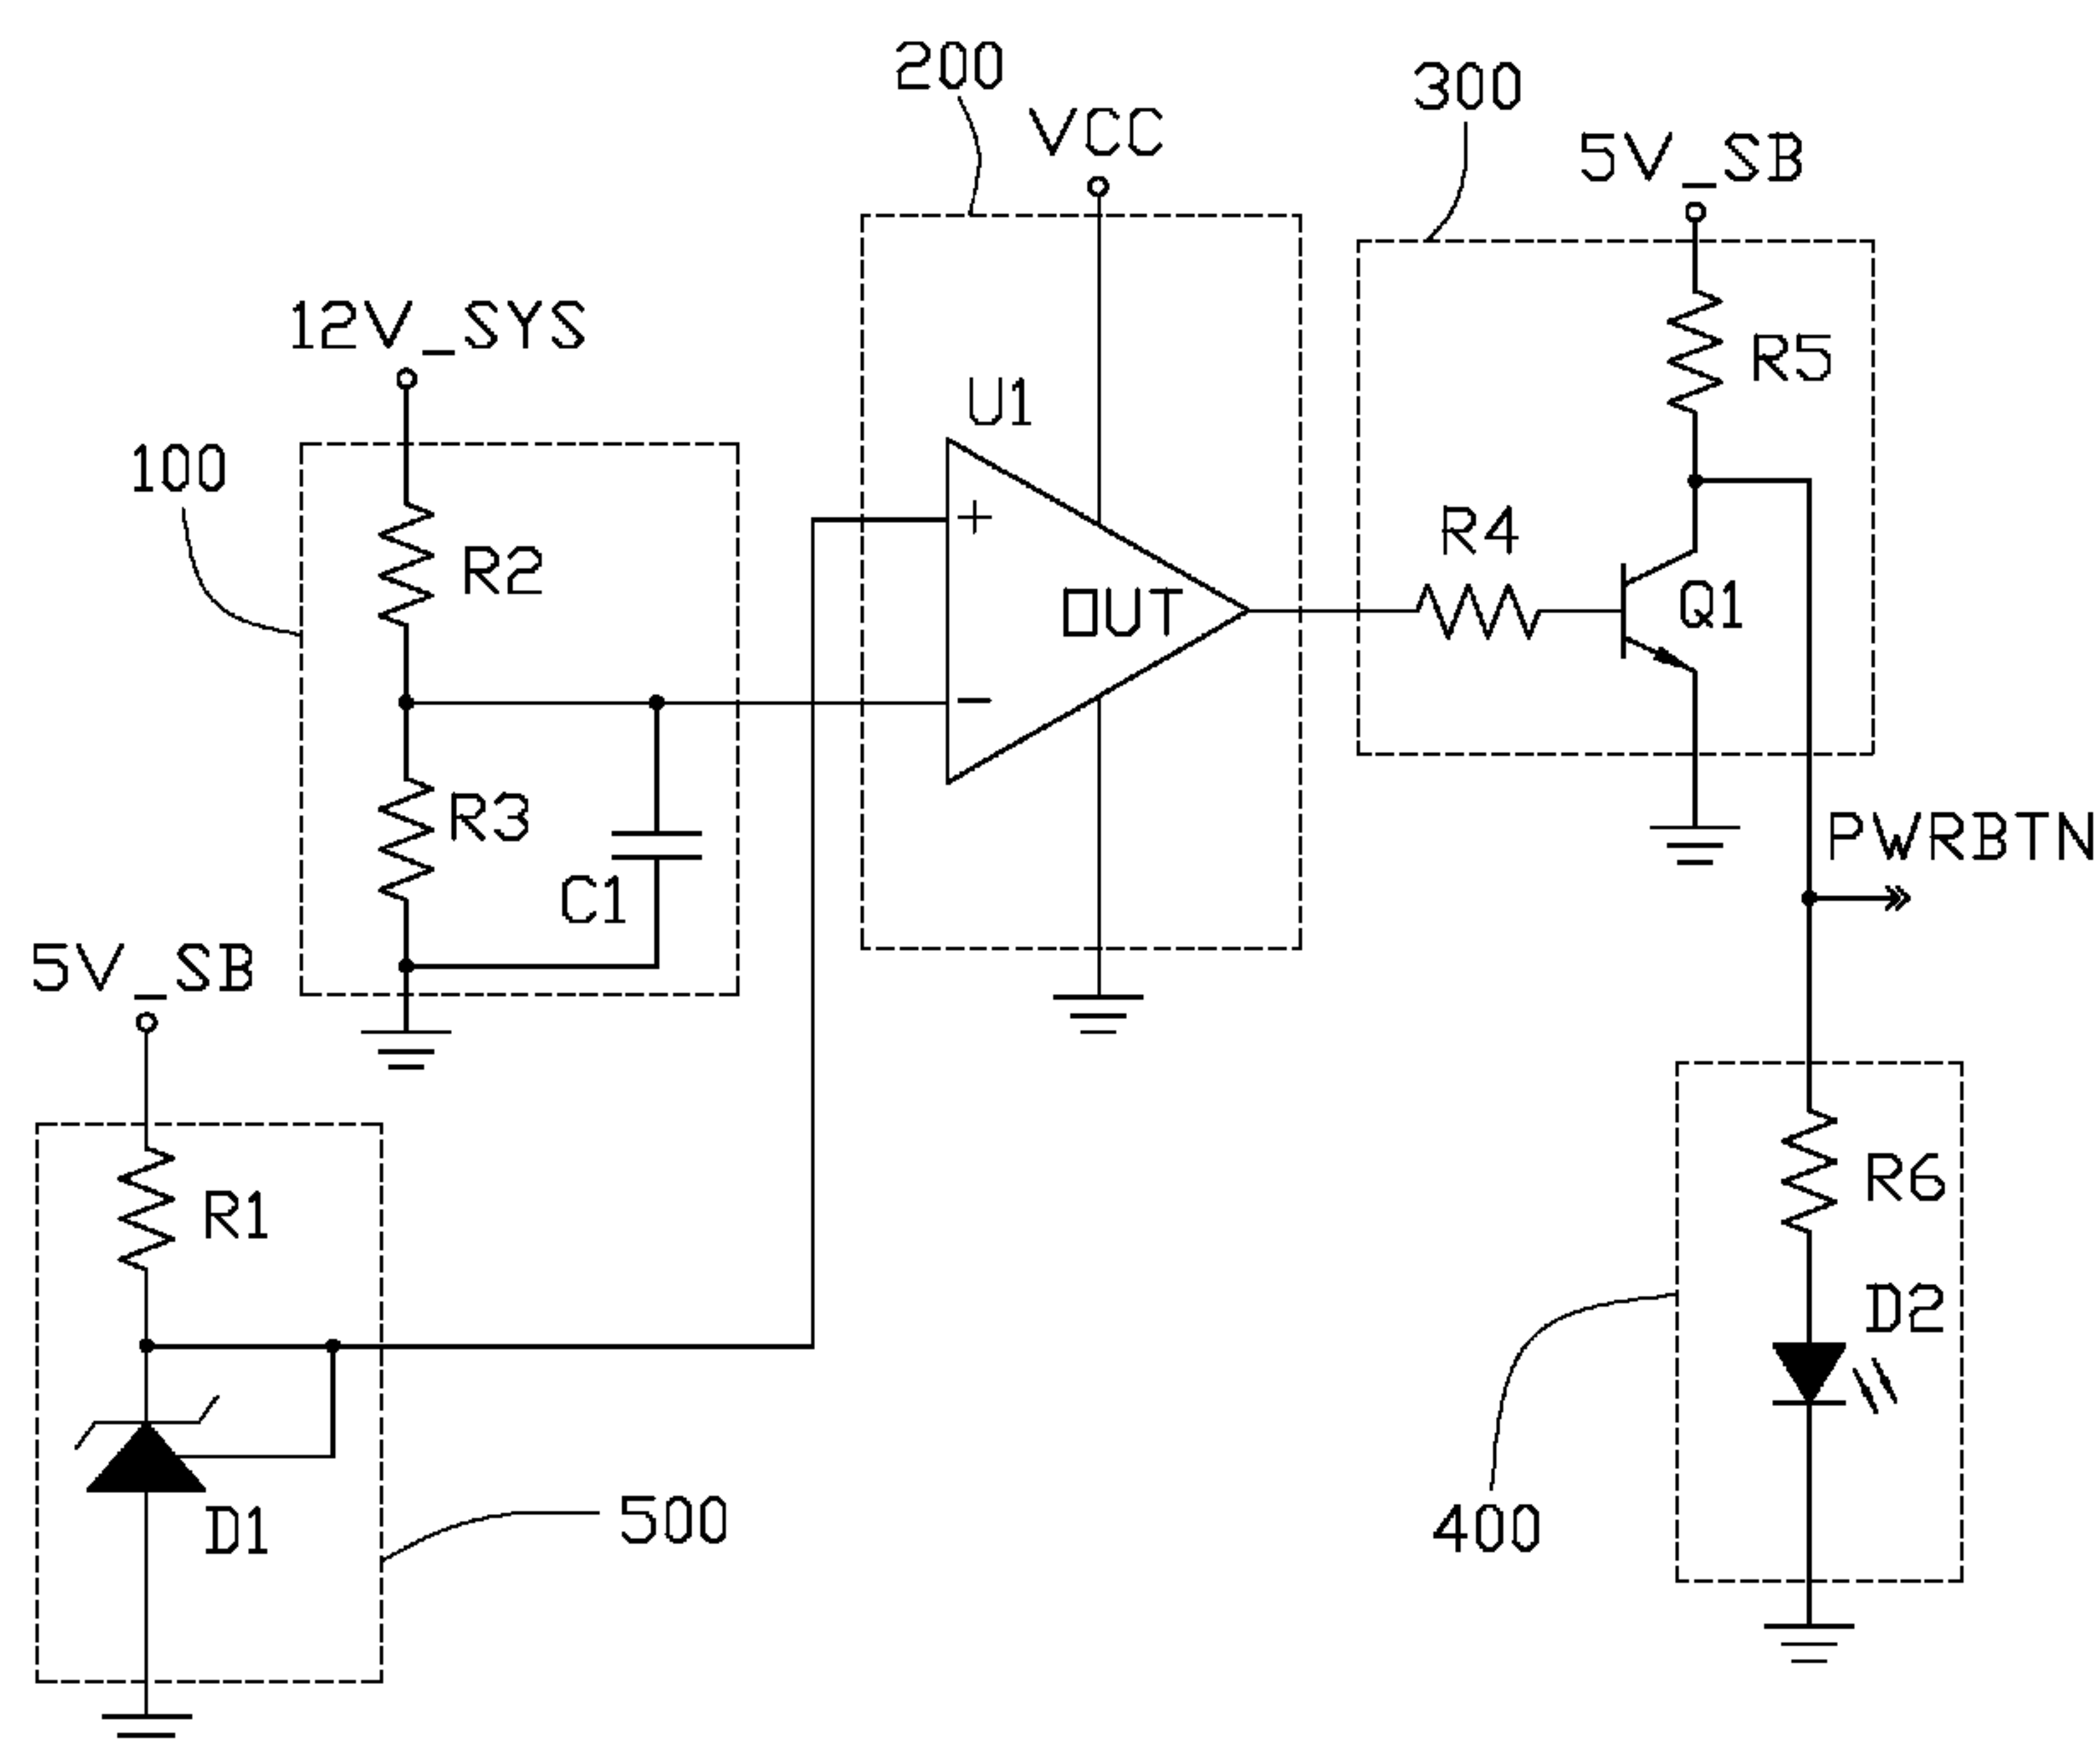 200
300
VCC
5V_SB
12V_SYS
R5
U1
100
+
R4
R2
OUT
Q1
−
R3
PWRBTN
C1
5V_SB
R6
R1
D2
500
400
D1